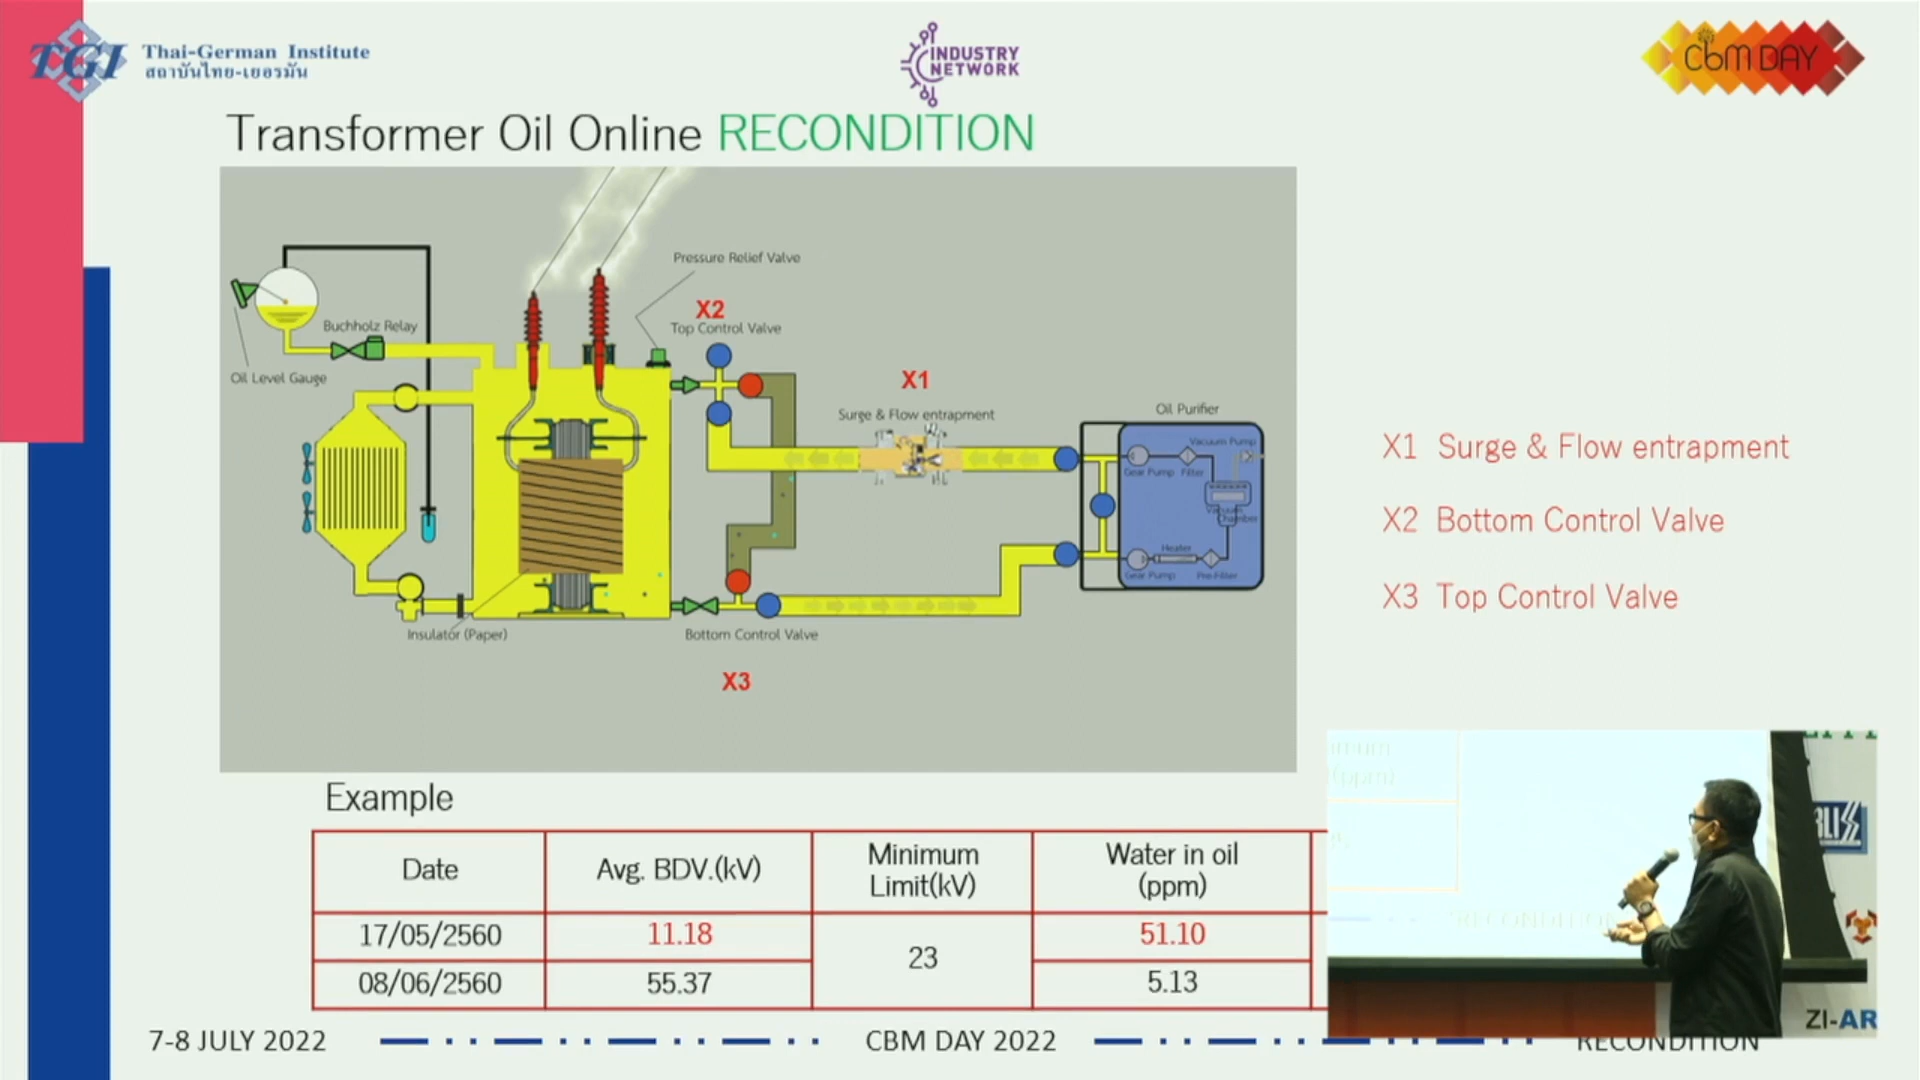 TGI Thai-German Institute
สถาบันไทย-เยอรมัน
INDUSTRY
NETWORK
CbM DAY
Transformer Oil Online RECONDITION
Pressure Relief Valve
X2
Top Control Valve
Buchholz Relay
Oil Level Gauge
X1
Surge & Flow entrapment
Oil Purifier
Vacuum Pump
Gear Pump Filter
Vacuum
Chamber
Heater
Gear Pump Pre-Filter
Insulator (Paper)
Bottom Control Valve
X3
X1 Surge & Flow entrapment
X2 Bottom Control Valve
X3 Top Control Valve
Example
Date Avg. BDV.(kV) Minimum Limit(kV) Water in oil (ppm)
17/05/2560 11.18 23 51.10
08/06/2560 55.37 5.13
(ppm)
RECONDITION
ZI-AR
7-8 JULY 2022 CBM DAY 2022 RECONDITION